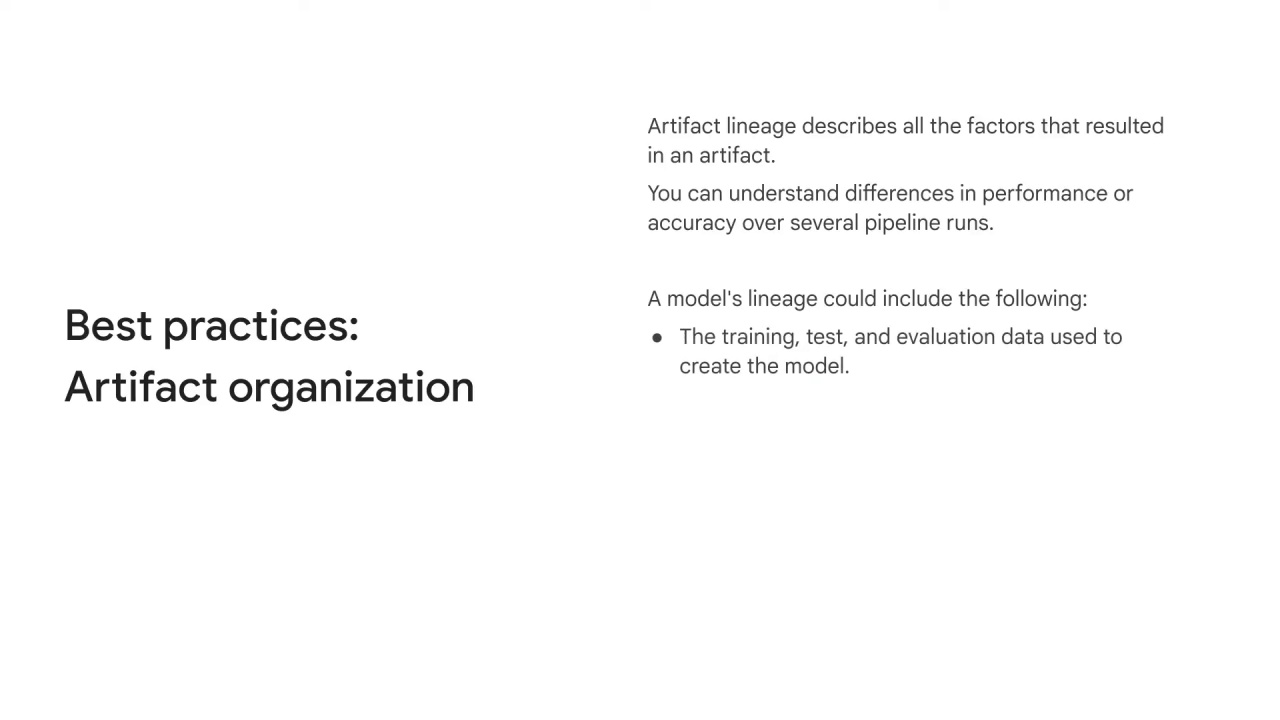 Best practices:
Artifact organization
Artifact lineage describes all the factors that resulted
in an artifact.
You can understand differences in performance or
accuracy over several pipeline runs.
A model's lineage could include the following:
● The training, test, and evaluation data used to
create the model.